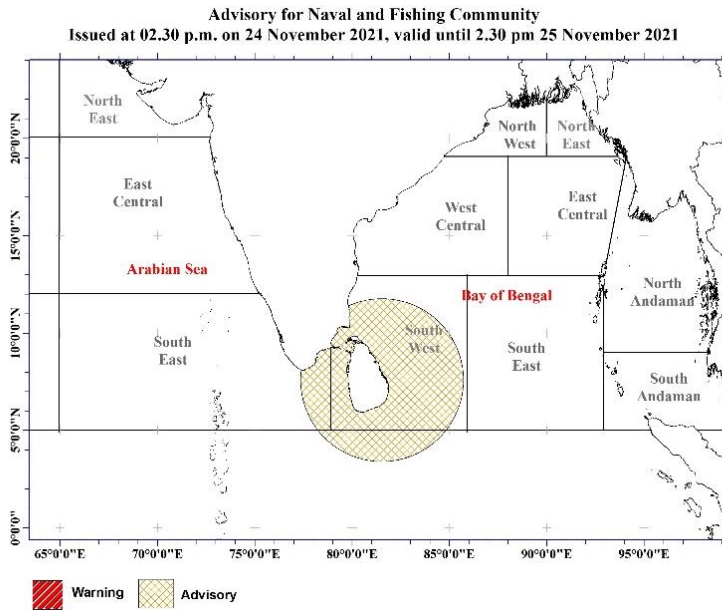 Advisory for Naval and Fishing Community
Issued at 02.30 p.m. on 24 November 2021, valid until 2.30 pm 25 November 2021
North
East
North
West
North
East
East
Central
West
Central
East
Central
Arabian Sea
Bay of Bengal
North
Andaman
South
East
South
West
South
East
South
Andaman
20°0'0"N
15°0'0"N
10°0'0"N
5°0'0"N
0°0'0"
65°0'0"E
70°0'0"E
75°0'0"E
80°0'0"E
85°0'0"E
90°0'0"E
95°0'0"E
Warning
Advisory